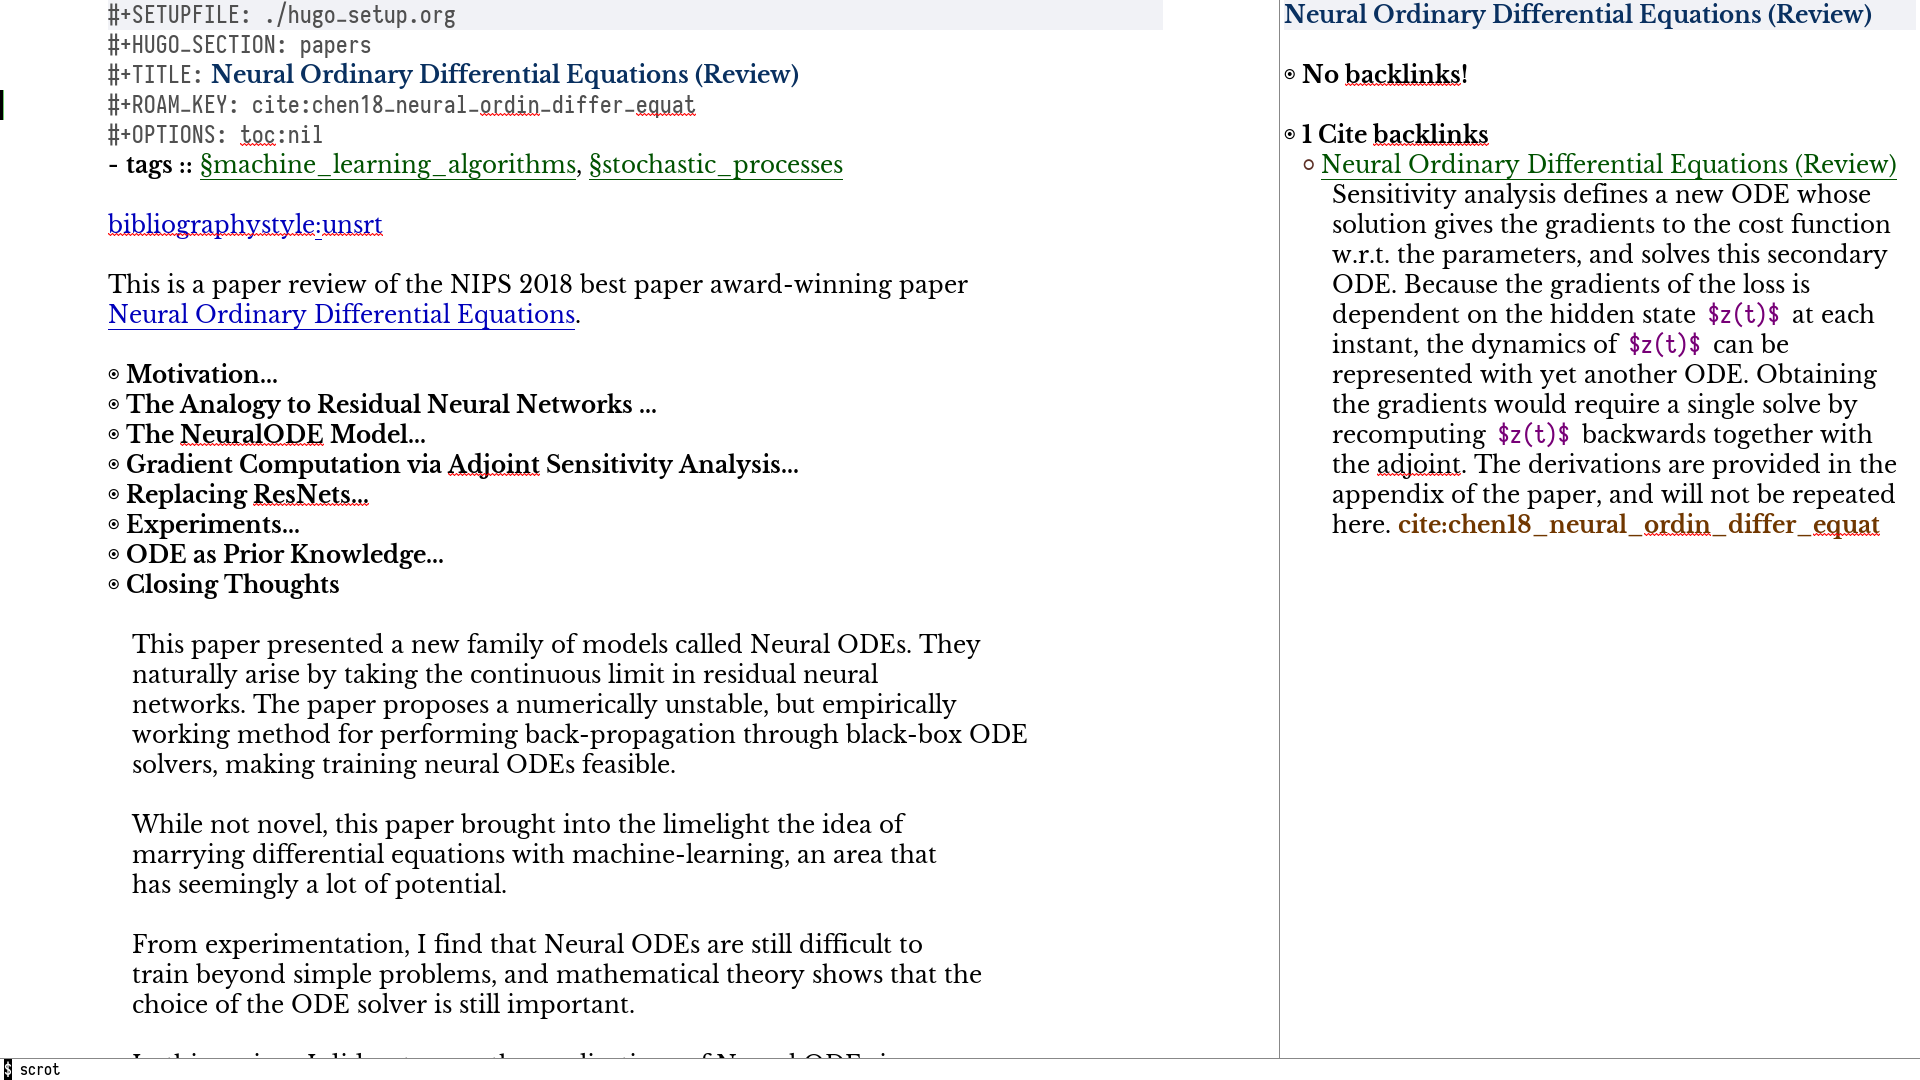 #+SETUPFILE: ./hugo_setup.org
#+HUGO_SECTION: papers
#+TITLE: Neural Ordinary Differential Equations (Review)
#+ROAM_KEY: cite:chen18_neural_ordin_differ_equat
#+OPTIONS: toc:nil
- tags :: §machine_learning_algorithms, §stochastic_processes
bibliographystyle:unsrt
This is a paper review of the NIPS 2018 best paper award-winning paper
Neural Ordinary Differential Equations.
Motivation...
The Analogy to Residual Neural Networks ...
The NeuralODE Model...
Gradient Computation via Adjoint Sensitivity Analysis...
Replacing ResNets...
Experiments...
ODE as Prior Knowledge...
Closing Thoughts
This paper presented a new family of models called Neural ODEs. They
naturally arise by taking the continuous limit in residual neural
networks. The paper proposes a numerically unstable, but empirically
working method for performing back-propagation through black-box ODE
solvers, making training neural ODEs feasible.
While not novel, this paper brought into the limelight the idea of
marrying differential equations with machine-learning, an area that
has seemingly a lot of potential.
From experimentation, I find that Neural ODEs are still difficult to
train beyond simple problems, and mathematical theory shows that the
choice of the ODE solver is still important.
Neural Ordinary Differential Equations (Review)
No backlinks!
1 Cite backlinks
Neural Ordinary Differential Equations (Review)
Sensitivity analysis defines a new ODE whose
solution gives the gradients to the cost function
w.r.t. the parameters, and solves this secondary
ODE. Because the gradients of the loss is
dependent on the hidden state $z(t)$ at each
instant, the dynamics of $z(t)$ can be
represented with yet another ODE. Obtaining
the gradients would require a single solve by
recomputing $z(t)$ backwards together with
the adjoint. The derivations are provided in the
appendix of the paper, and will not be repeated
here. cite:chen18_neural_ordin_differ_equat
$ scrot